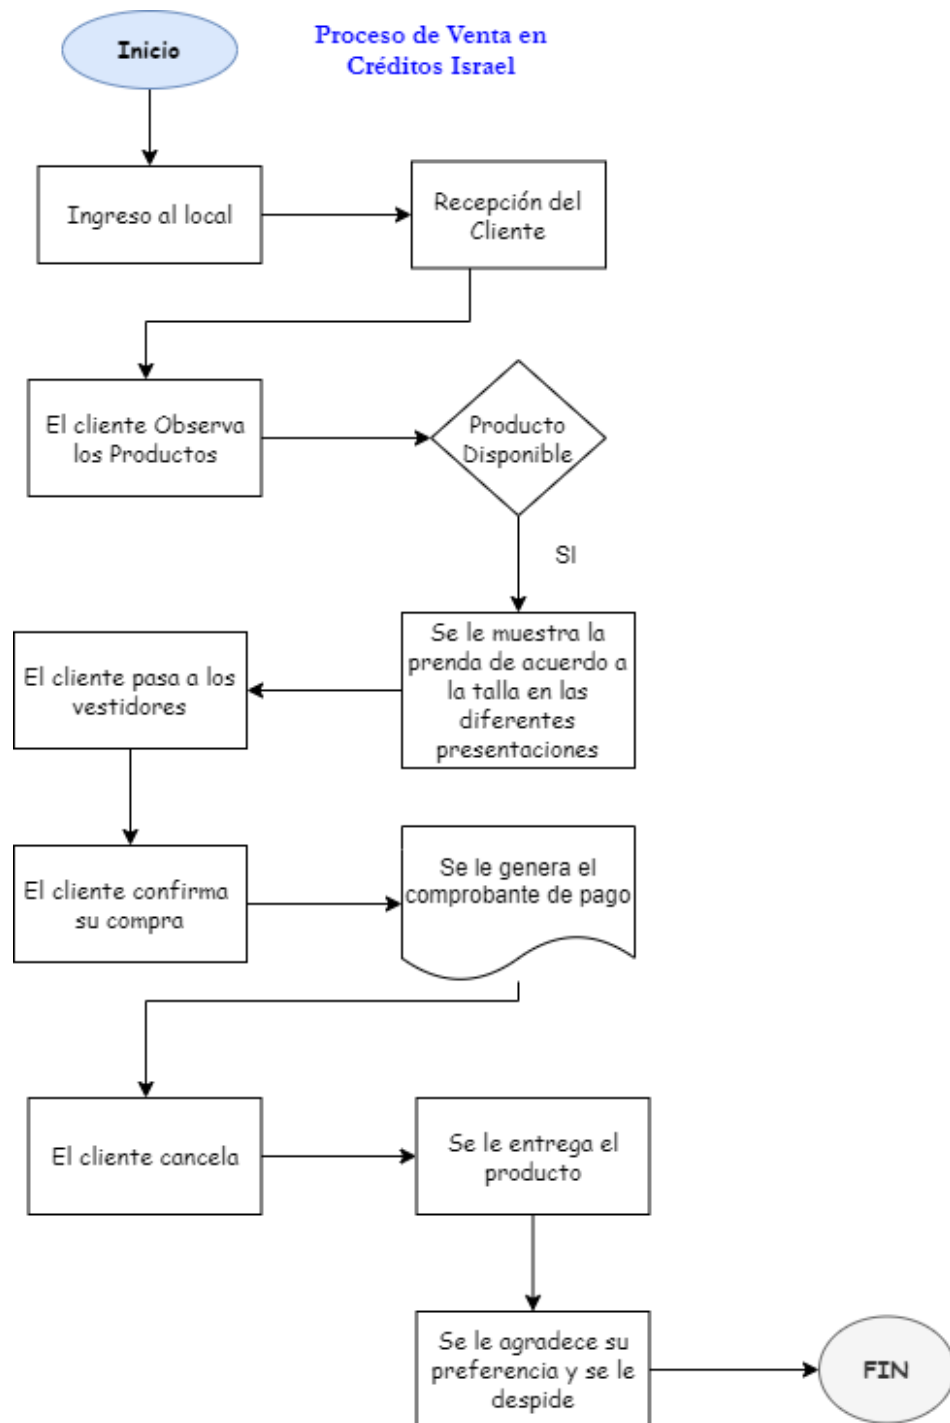 Inicio
Proceso de Venta en
Créditos Israel
Ingreso al local
Recepción del
Cliente
El cliente Observa
los Productos
Producto
Disponible
SI
Se le muestra la
prenda de acuerdo a
la talla en las
diferentes
presentaciones
El cliente pasa a los
vestidores
El cliente confirma
su compra
Se le genera el
comprobante de pago
El cliente cancela
Se le entrega el
producto
Se le agradece su
preferencia y se le
despide
FIN